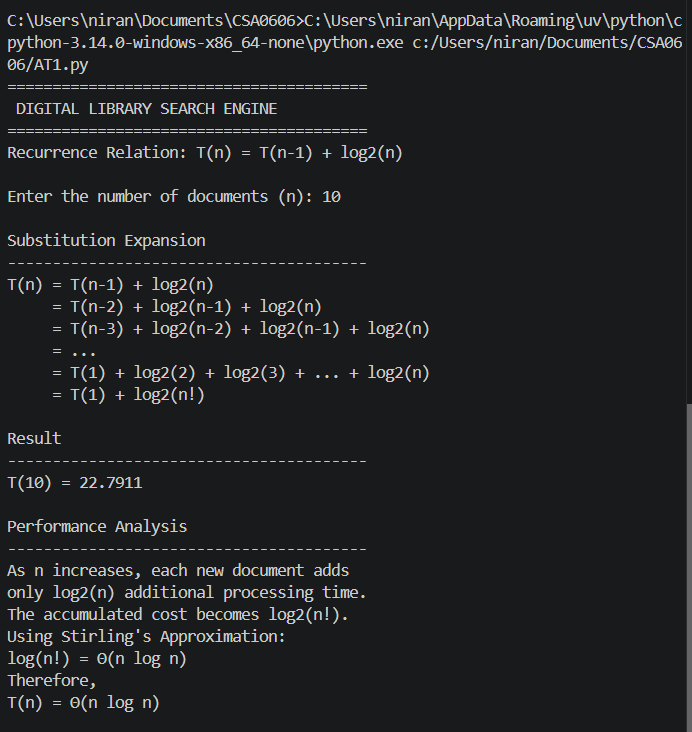 C:\Users\niran\Documents\CSA0606>C:\Users\niran\AppData\Roaming\uv\python\c
python-3.14.0-windows-x86_64-none\python.exe c:/Users/niran/Documents/CSA06
06/AT1.py
========================================
 DIGITAL LIBRARY SEARCH ENGINE
========================================
Recurrence Relation: T(n) = T(n-1) + log2(n)

Enter the number of documents (n): 10

Substitution Expansion
----------------------------------------
T(n) = T(n-1) + log2(n)
     = T(n-2) + log2(n-1) + log2(n)
     = T(n-3) + log2(n-2) + log2(n-1) + log2(n)
     = ...
     = T(1) + log2(2) + log2(3) + ... + log2(n)
     = T(1) + log2(n!)

Result
----------------------------------------
T(10) = 22.7911

Performance Analysis
----------------------------------------
As n increases, each new document adds
only log2(n) additional processing time.
The accumulated cost becomes log2(n!).
Using Stirling's Approximation:
log(n!) = Θ(n log n)
Therefore,
T(n) = Θ(n log n)